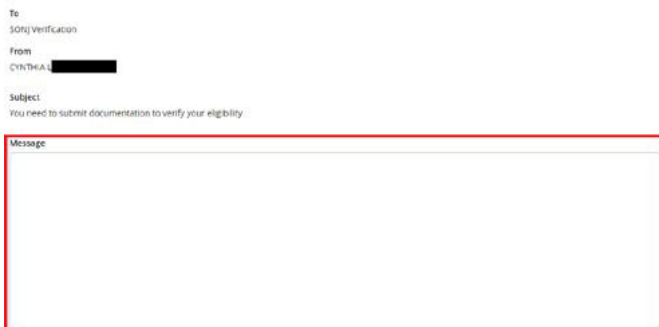 To
SONJ Verification
From
CYNTHIA L
Subject
You need to submit documentation to verify your eligibility
Message